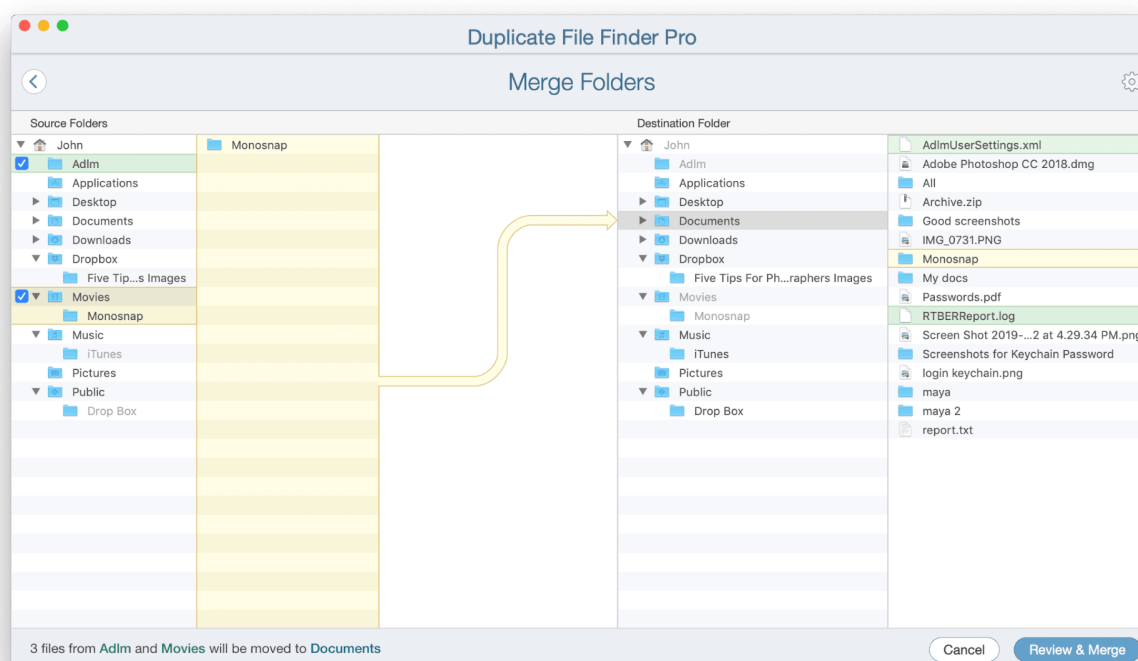 Duplicate File Finder Pro
Merge Folders
Source Folders
Destination Folder
John
Adlm
Applications
Desktop
Documents
Downloads
Dropbox
Five Tip...s Images
Movies
Monosnap
Music
iTunes
Pictures
Public
Drop Box
Monosnap
John
Adlm
Applications
Desktop
Documents
Downloads
Dropbox
Five Tips For Ph...raphers Images
Movies
Monosnap
Music
iTunes
Pictures
Public
Drop Box
AdlmUserSettings.xml
Adobe Photoshop CC 2018.dmg
All
Archive.zip
Good screenshots
IMG_0731.PNG
Monosnap
My docs
Passwords.pdf
RTBERReport.log
Screen Shot 2019-...2 at 4.29.34 PM.png
Screenshots for Keychain Password
login keychain.png
maya
maya 2
report.txt
3 files from Adlm and Movies will be moved to Documents
Cancel
Review & Merge